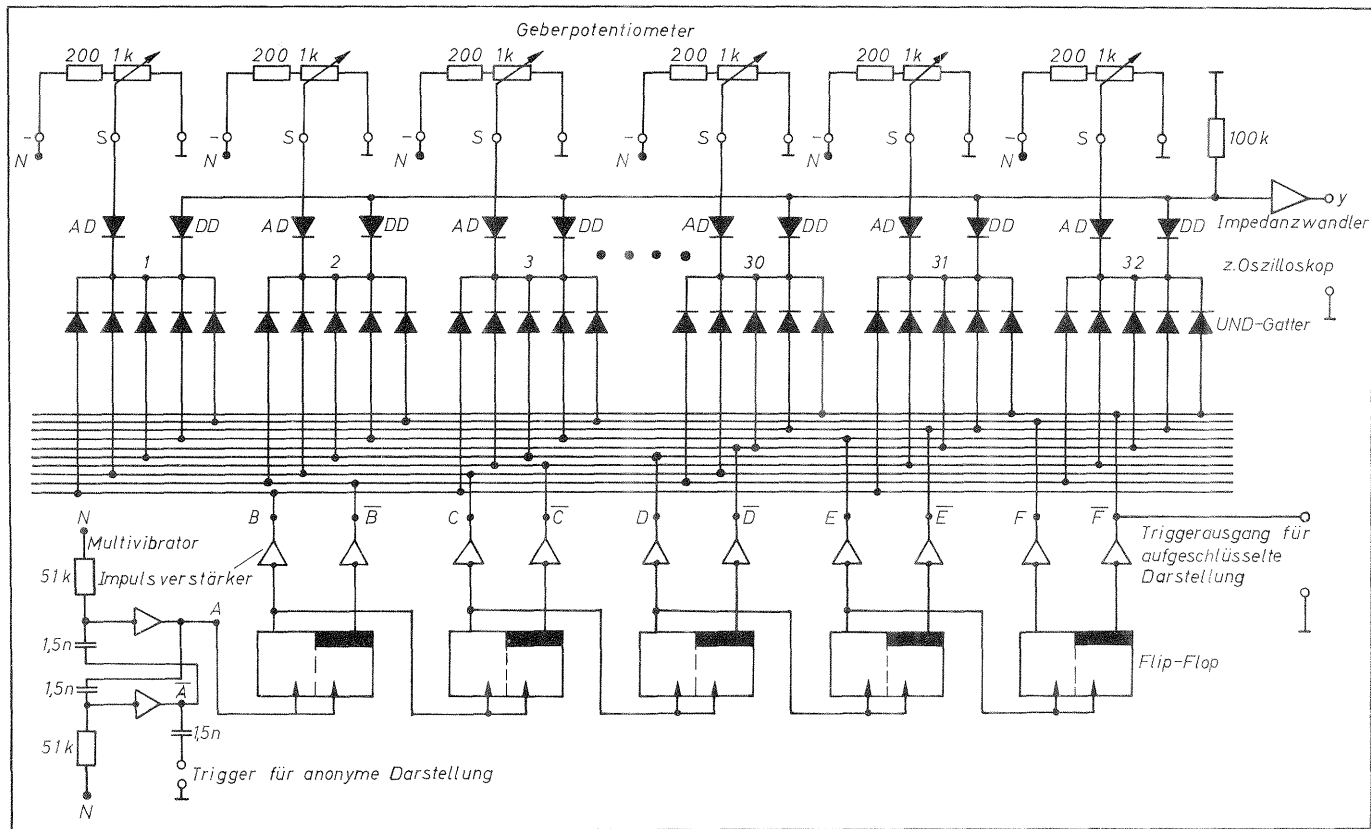 Geberpotentiometer
200 1k 200 1k 200 1k 200 1k 200 1k 200 1k
100k
- S - S - S - S - S - S
N N N N N N
y
AD DD AD DD AD DD AD DD AD DD AD DD
Impedanzwandler
1 2 3 30 31 32
z.Oszilloskop
UND-Gatter
N B B̅ C C̅ D D̅ E E̅ F F̅
Multivibrator
Impulsverstärker
Triggerausgang für
aufgeschlüsselte
Darstellung
51k
A
1,5n
Flip-Flop
1,5n
A̅
51k
1,5n
Trigger für anonyme Darstellung
N